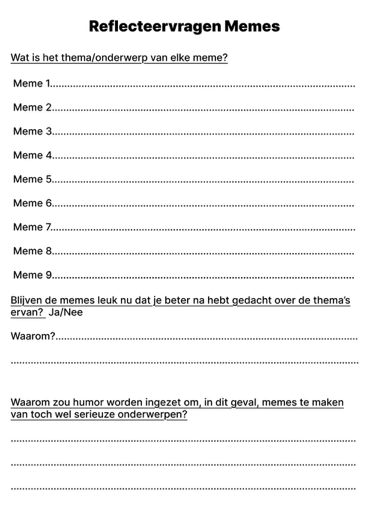 Reflecteervragen Memes
Wat is het thema/onderwerp van elke meme?
Meme 1................................................................................................
Meme 2................................................................................................
Meme 3................................................................................................
Meme 4................................................................................................
Meme 5................................................................................................
Meme 6................................................................................................
Meme 7................................................................................................
Meme 8................................................................................................
Meme 9................................................................................................
Blijven de memes leuk nu dat je beter na hebt gedacht over de thema's
ervan? Ja/Nee
Waarom?................................................................................................
................................................................................................................
Waarom zou humor worden ingezet om, in dit geval, memes te maken
van toch wel serieuze onderwerpen?
................................................................................................................
................................................................................................................
................................................................................................................